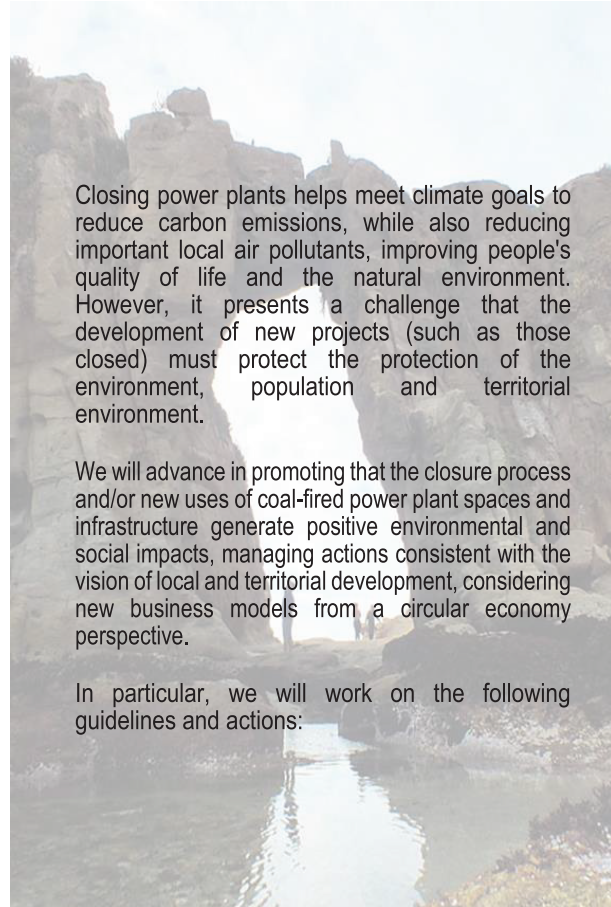 Closing power plants helps meet climate goals to
reduce carbon emissions, while also reducing
important local air pollutants, improving people's
quality of life and the natural environment.
However, it presents a challenge that the
development of new projects (such as those
closed) must protect the protection of the
environment, population and territorial
environment.
We will advance in promoting that the closure process
and/or new uses of coal-fired power plant spaces and
infrastructure generate positive environmental and
social impacts, managing actions consistent with the
vision of local and territorial development, considering
new business models from a circular economy
perspective.
In particular, we will work on the following
guidelines and actions: